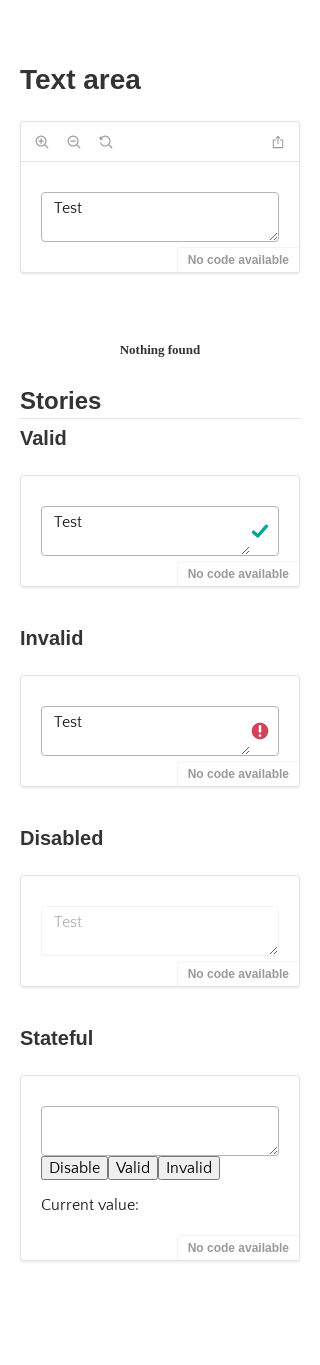 Text area
Test
No code available
Nothing found
Stories
Valid
Test
No code available
Invalid
Test
No code available
Disabled
Test
No code available
Stateful
Disable Valid Invalid
Current value:
No code available